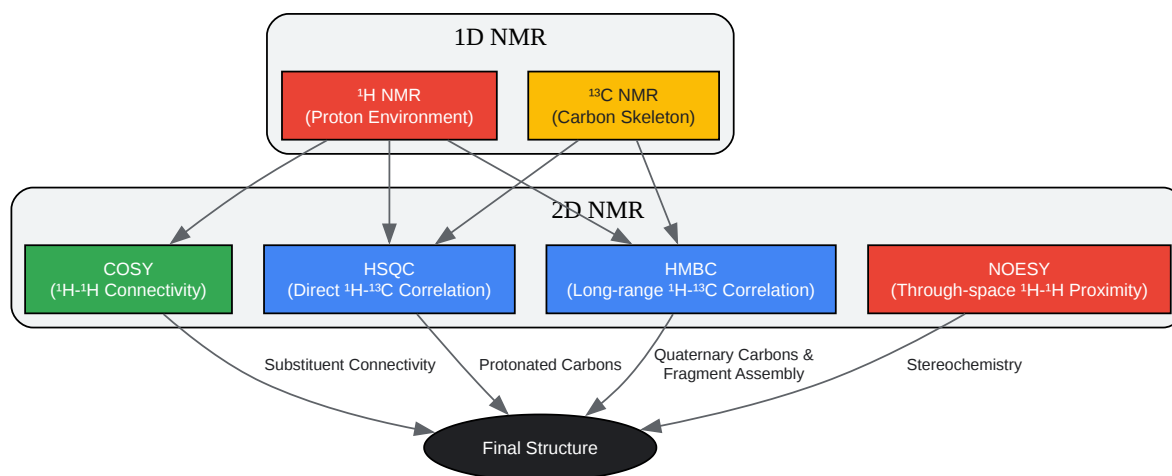 1D NMR
¹H NMR
(Proton Environment)
¹³C NMR
(Carbon Skeleton)
2D NMR
COSY
(¹H-¹H Connectivity)
HSQC
(Direct ¹H-¹³C Correlation)
HMBC
(Long-range ¹H-¹³C Correlation)
NOESY
(Through-space ¹H-¹H Proximity)
Substituent Connectivity
Protonated Carbons
Quaternary Carbons &
Fragment Assembly
Stereochemistry
Final Structure